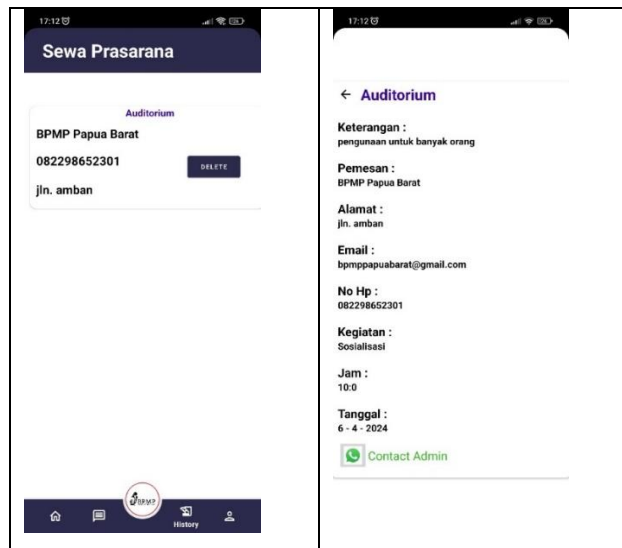 17:12
Sewa Prasarana
Auditorium
BPMP Papua Barat
082298652301
DELETE
jln. amban
BPMP
History
17:12
← Auditorium
Keterangan :
pengunaan untuk banyak orang
Pemesan :
BPMP Papua Barat
Alamat :
jln. amban
Email :
bpmppapuabarat@gmail.com
No Hp :
082298652301
Kegiatan :
Sosialisasi
Jam :
10:0
Tanggal :
6 - 4 - 2024
Contact Admin